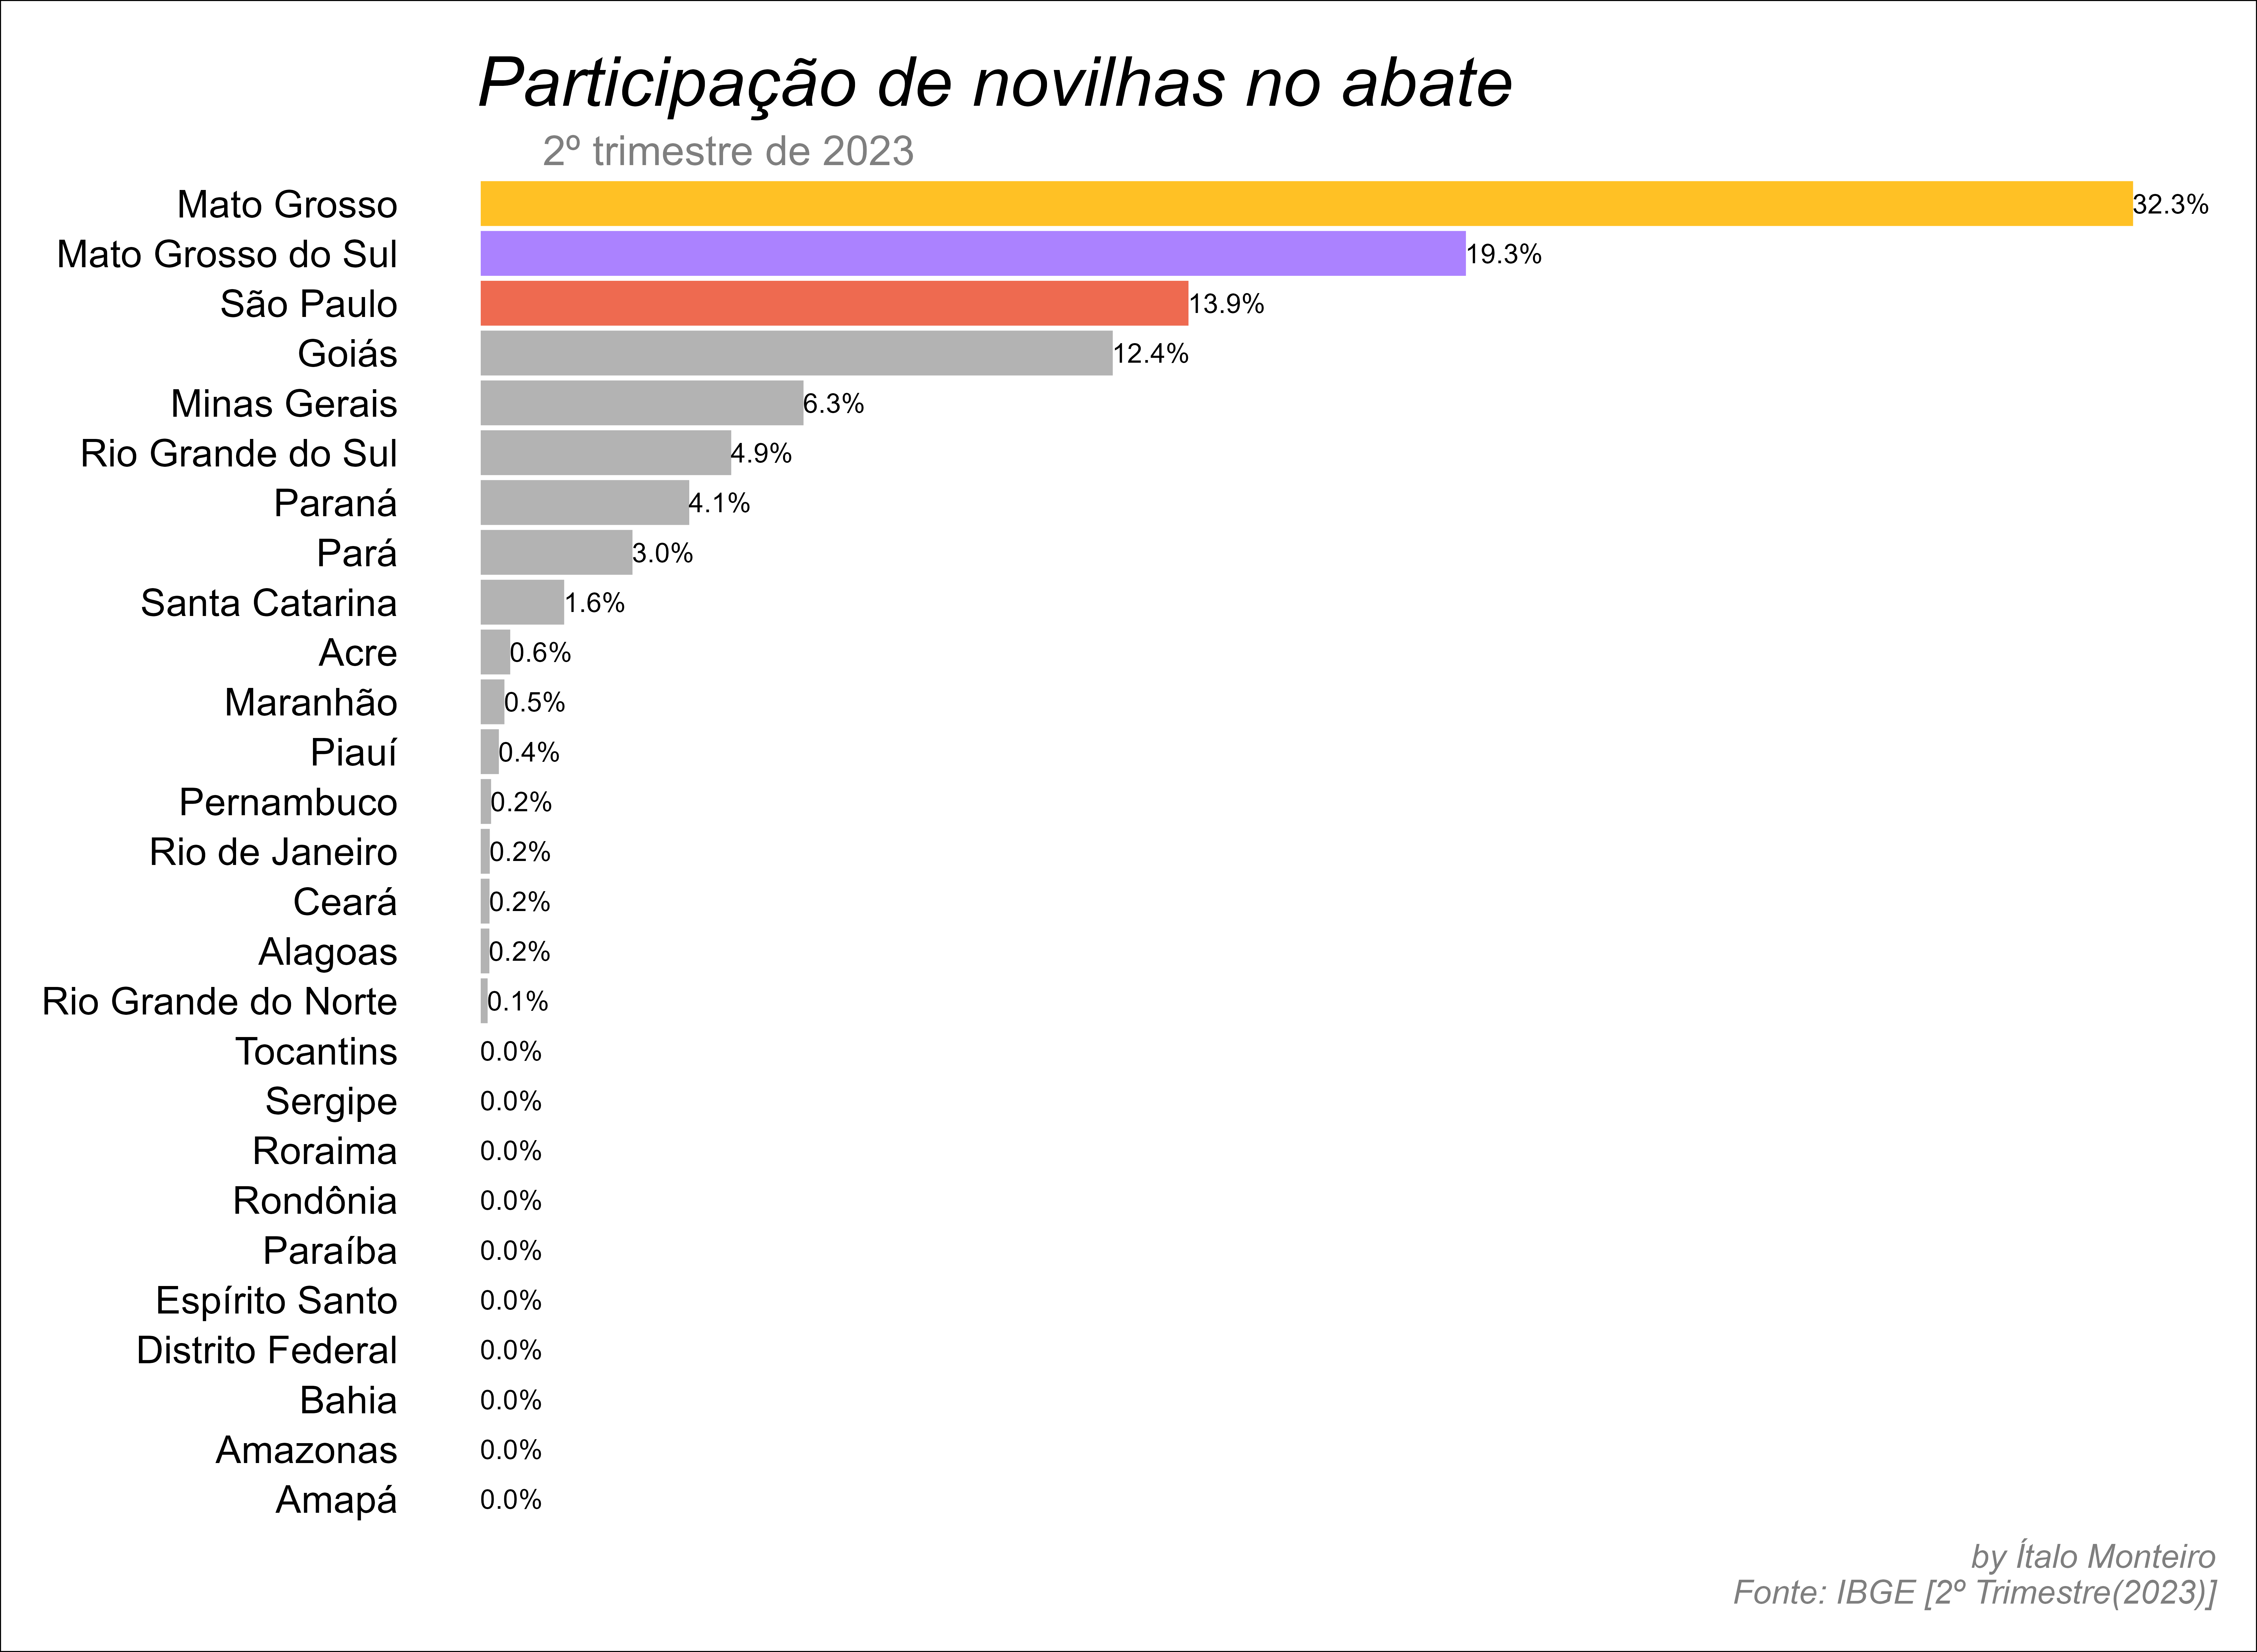 Participação de novilhas no abate
2º trimestre de 2023
Mato Grosso 32.3%
Mato Grosso do Sul 19.3%
São Paulo 13.9%
Goiás 12.4%
Minas Gerais 6.3%
Rio Grande do Sul 4.9%
Paraná 4.1%
Pará 3.0%
Santa Catarina 1.6%
Acre 0.6%
Maranhão 0.5%
Piauí 0.4%
Pernambuco 0.2%
Rio de Janeiro 0.2%
Ceará 0.2%
Alagoas 0.2%
Rio Grande do Norte 0.1%
Tocantins 0.0%
Sergipe 0.0%
Roraima 0.0%
Rondônia 0.0%
Paraíba 0.0%
Espírito Santo 0.0%
Distrito Federal 0.0%
Bahia 0.0%
Amazonas 0.0%
Amapá 0.0%
by Ítalo Monteiro
Fonte: IBGE [2º Trimestre(2023)]